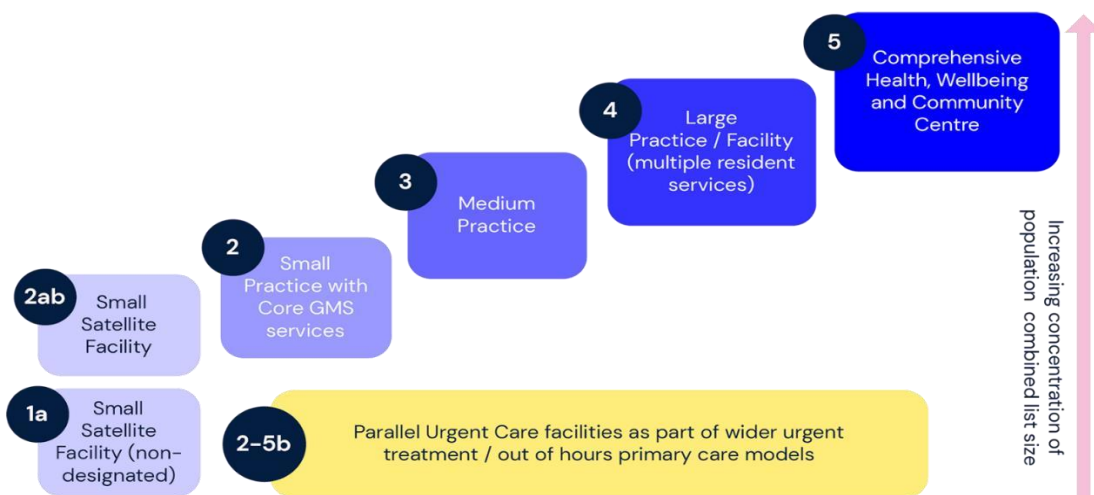 5
Comprehensive
Health, Wellbeing
and Community
Centre
4
Large
Practice / Facility
(multiple resident
services)
3
Medium
Practice
2
Small
Practice with
Core GMS
services
2ab
Small
Satellite
Facility
1a
Small
Satellite
Facility (non-
designated)
2-5b
Parallel Urgent Care facilities as part of wider urgent
treatment / out of hours primary care models
Increasing concentration of
population combined list size